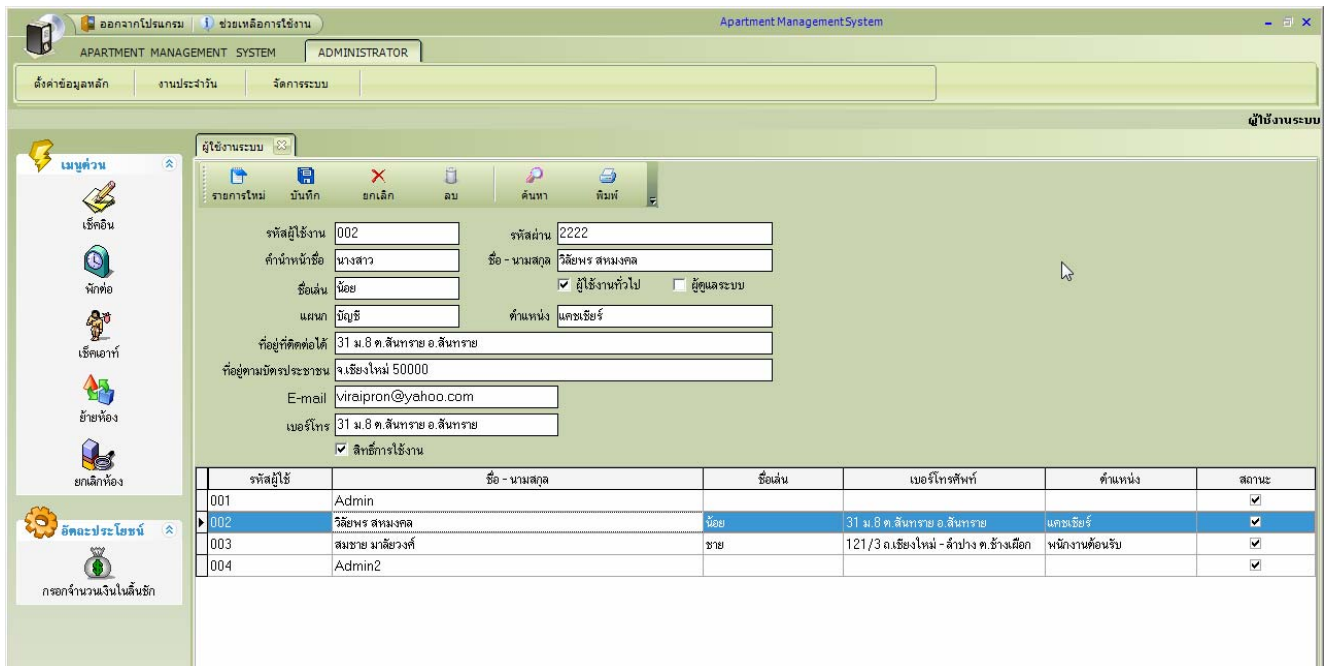 ออกจากโปรแกรม ช่วยเหลือการใช้งาน Apartment Management System
APARTMENT MANAGEMENT SYSTEM ADMINISTRATOR
ตั้งค่าข้อมูลหลัก งานประจำวัน จัดการระบบ
ผู้ใช้งานระบบ
เมนูด่วน
เช็คอิน
พักต่อ
เช็คเอาท์
ย้ายห้อง
ยกเลิกห้อง
อัตถะประโยชน์
กรอกจำนวนเงินในลิ้นชัก
ผู้ใช้งานระบบ
รายการใหม่ บันทึก ยกเลิก ลบ ค้นหา พิมพ์
รหัสผู้ใช้งาน 002 รหัสผ่าน 2222
คำนำหน้าชื่อ นางสาว ชื่อ - นามสกุล วิลัยพร สหมงคล
ชื่อเล่น น้อย ผู้ใช้งานทั่วไป ผู้ดูแลระบบ
แผนก บัญชี ตำแหน่ง แคชเชียร์
ที่อยู่ที่ติดต่อได้ 31 ม.8 ต.สันทราย อ.สันทราย
ที่อยู่ตามบัตรประชาชน จ.เชียงใหม่ 50000
E-mail viraipron@yahoo.com
เบอร์โทร 31 ม.8 ต.สันทราย อ.สันทราย
สิทธิ์การใช้งาน
รหัสผู้ใช้ ชื่อ - นามสกุล ชื่อเล่น เบอร์โทรศัพท์ ตำแหน่ง สถานะ
001 Admin
002 วิลัยพร สหมงคล น้อย 31 ม.8 ต.สันทราย อ.สันทราย แคชเชียร์
003 สมชาย มาลัยวงศ์ ชาย 121/3 ถ.เชียงใหม่ - ลำปาง ต.ช้างเผือก พนักงานต้อนรับ
004 Admin2